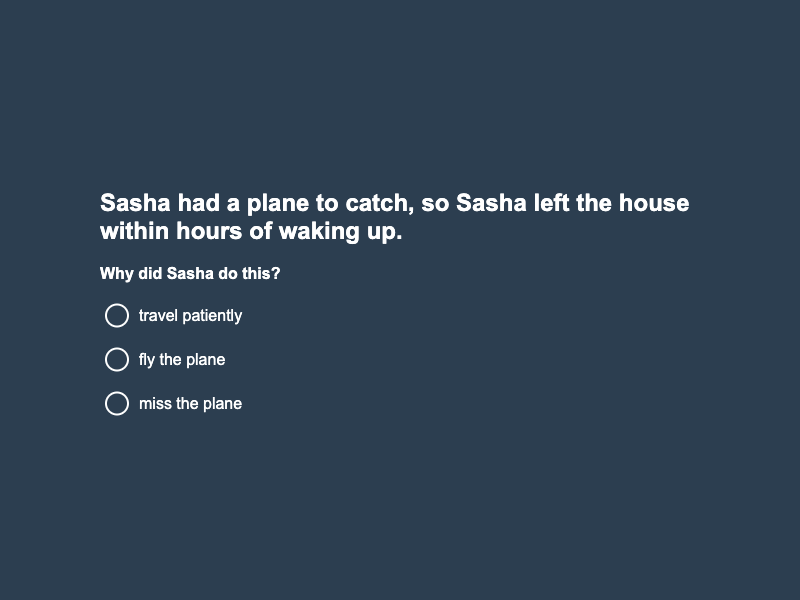 Sasha had a plane to catch, so Sasha left the house
within hours of waking up.
Why did Sasha do this?
travel patiently
fly the plane
miss the plane